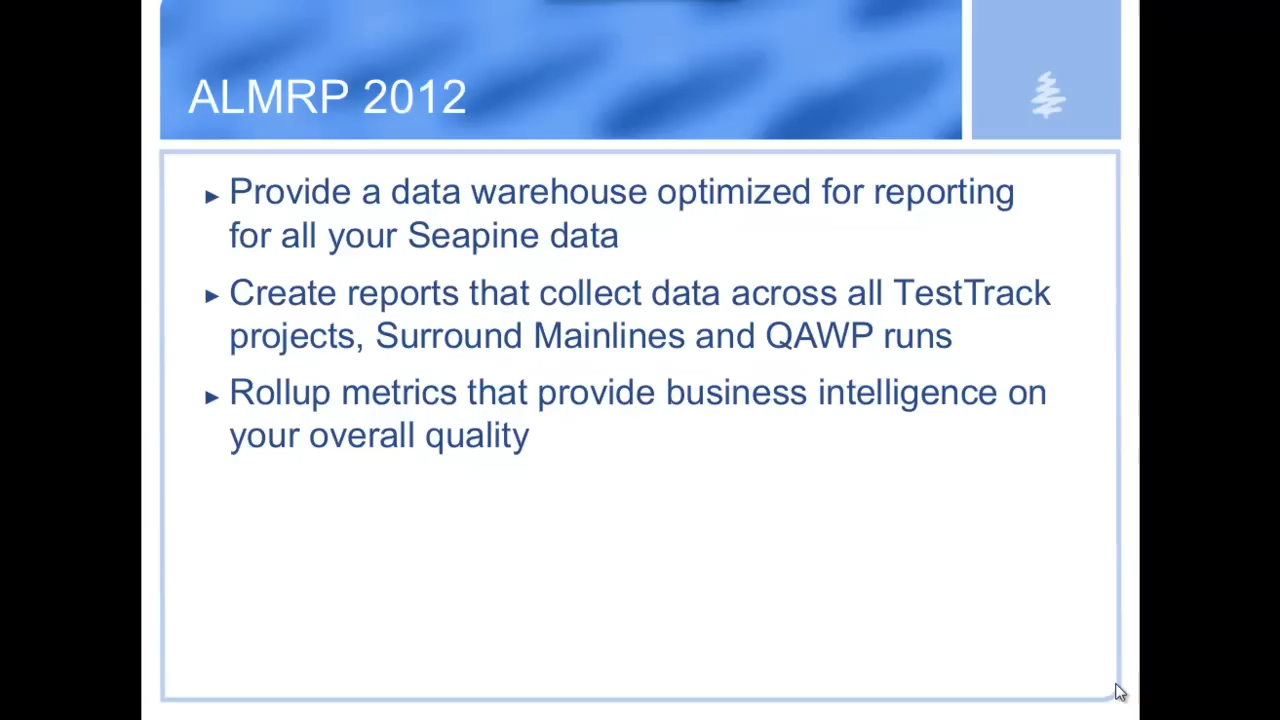 ALMRP 2012
► Provide a data warehouse optimized for reporting
for all your Seapine data
► Create reports that collect data across all TestTrack
projects, Surround Mainlines and QAWP runs
► Rollup metrics that provide business intelligence on
your overall quality